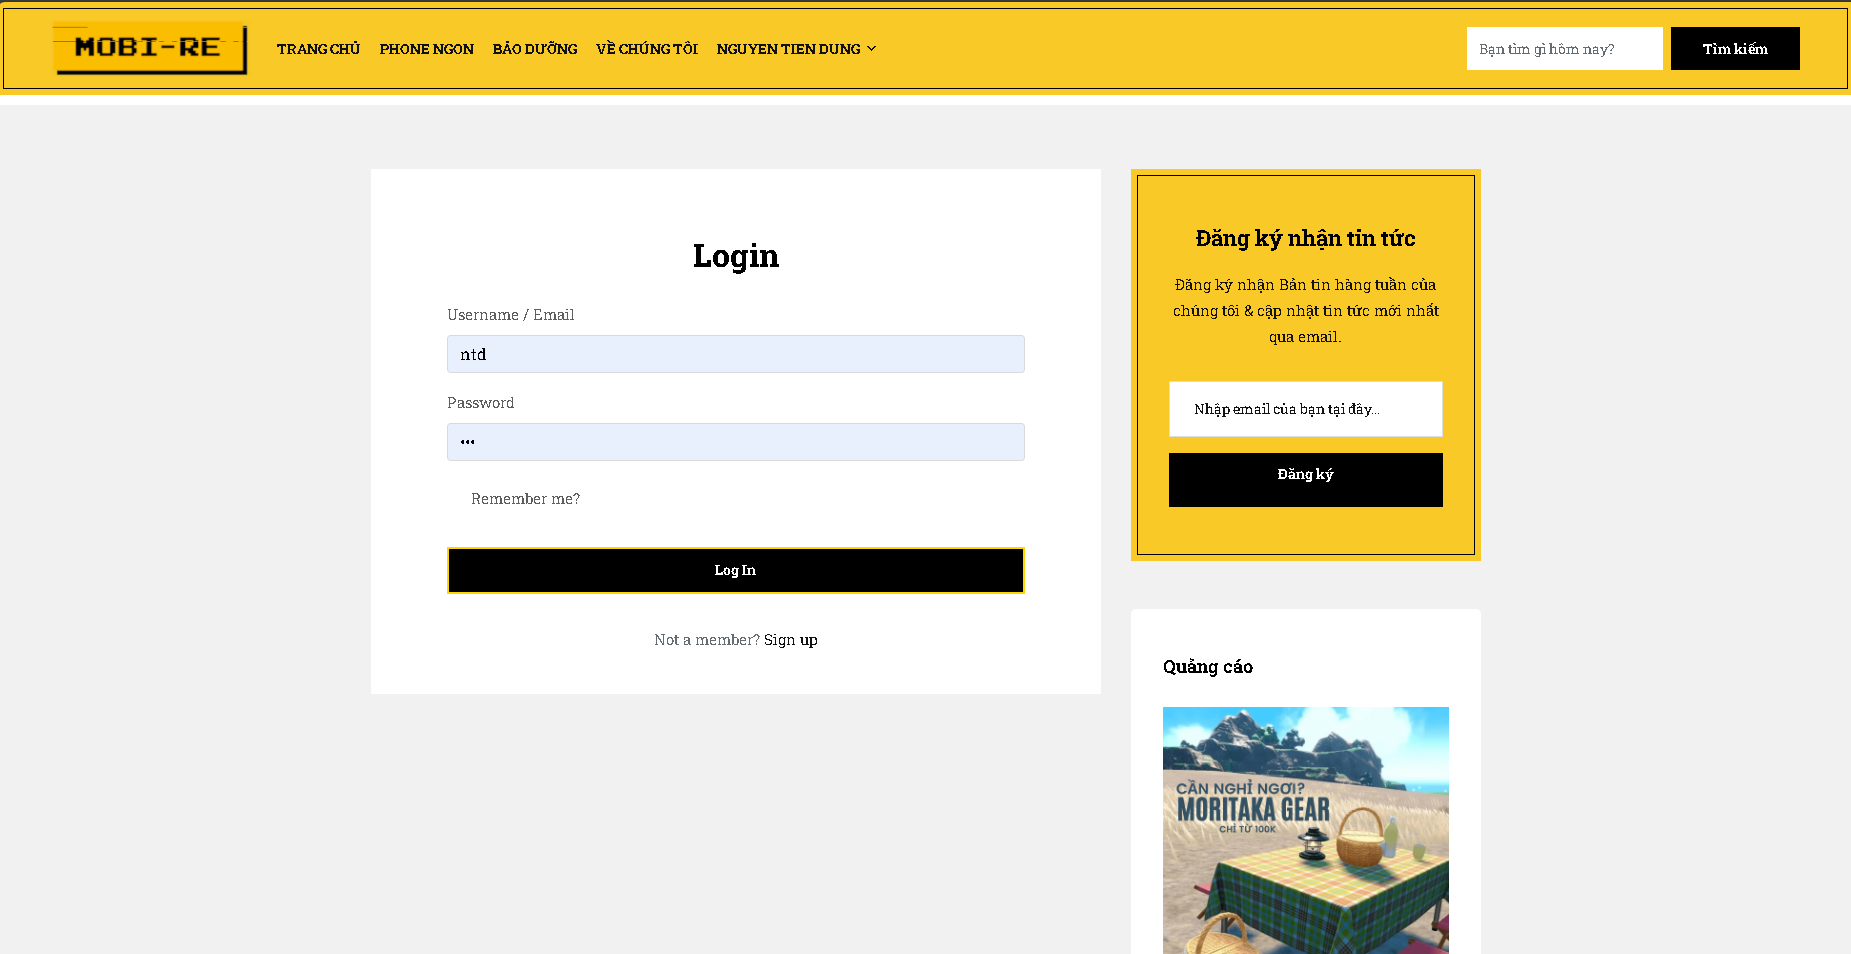 MOBI-RE
TRANG CHỦ PHONE NGON BẢO DƯỠNG VỀ CHÚNG TÔI NGUYEN TIEN DUNG
Bạn tìm gì hôm nay?
Tìm kiếm
Login
Username / Email
ntd
Password
•••
Remember me?
Log In
Not a member? Sign up
Đăng ký nhận tin tức
Đăng ký nhận Bản tin hàng tuần của
chúng tôi & cập nhật tin tức mới nhất
qua email.
Nhập email của bạn tại đây...
Đăng ký
Quảng cáo
CẦN NGHỈ NGƠI?
MORITAKA GEAR
CHỈ TỪ 100K